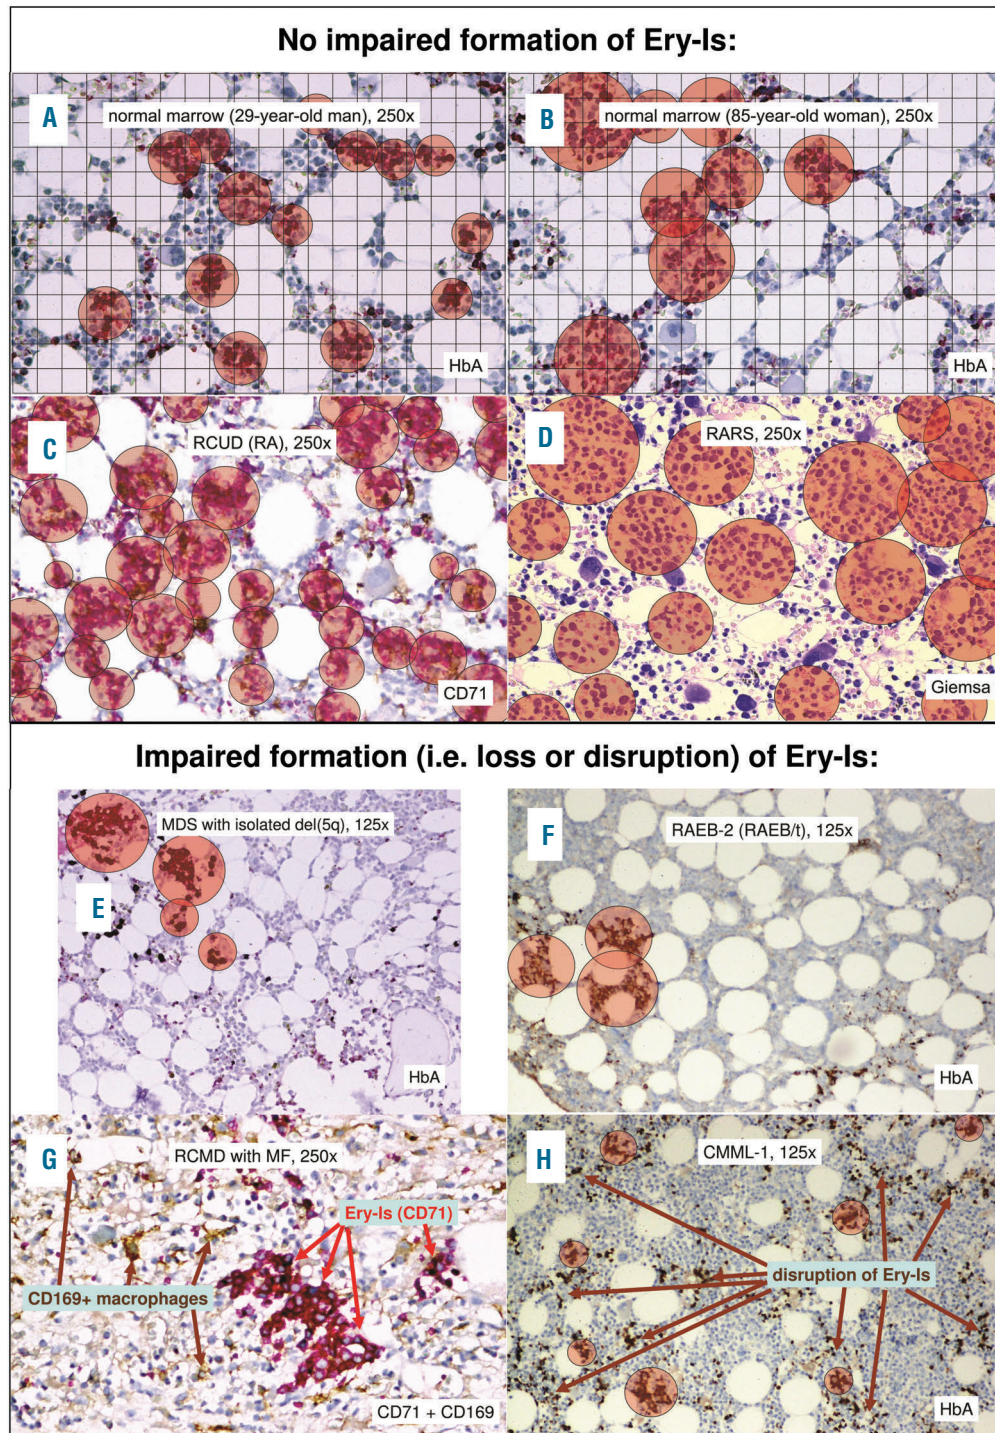 No impaired formation of Ery-Is:
A
normal marrow (29-year-old man), 250x
HbA
B
normal marrow (85-year-old woman), 250x
HbA
C
RCUD (RA), 250x
CD71
D
RARS, 250x
Giemsa
Impaired formation (i.e. loss or disruption) of Ery-Is:
E
MDS with isolated del(5q), 125x
HbA
F
RAEB-2 (RAEB/t), 125x
HbA
G
RCMD with MF, 250x
Ery-Is (CD71)
CD169+ macrophages
CD71 + CD169
H
CMML-1, 125x
disruption of Ery-Is
HbA